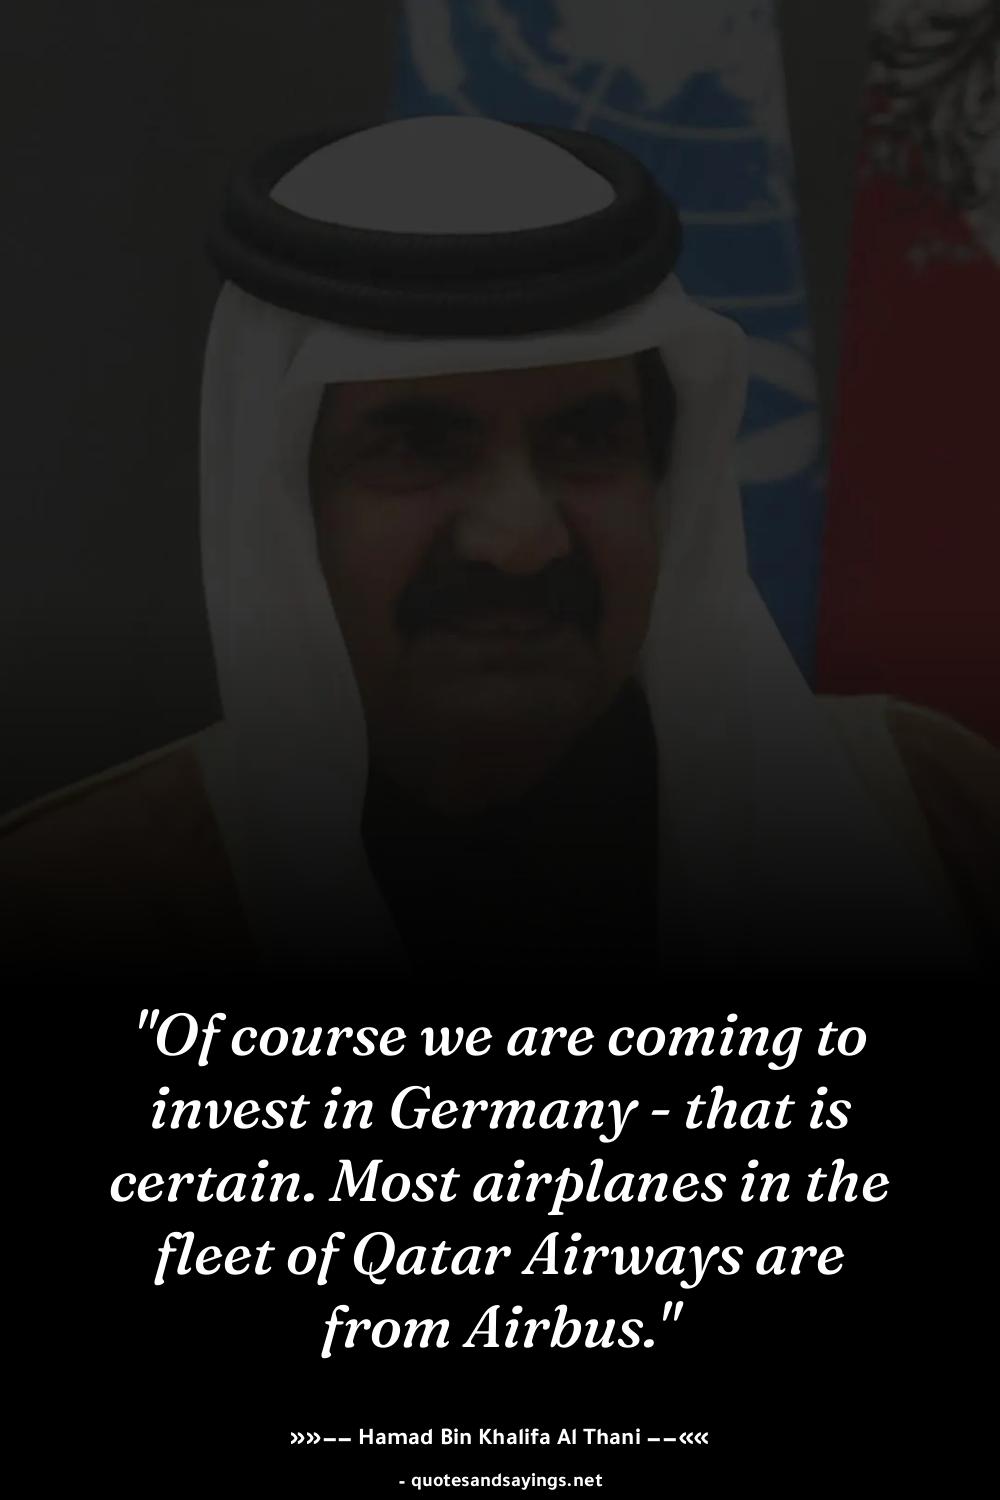 "Of course we are coming to
invest in Germany - that is
certain. Most airplanes in the
fleet of Qatar Airways are
from Airbus."
»»−− Hamad Bin Khalifa Al Thani −−««
- quotesandsayings.net